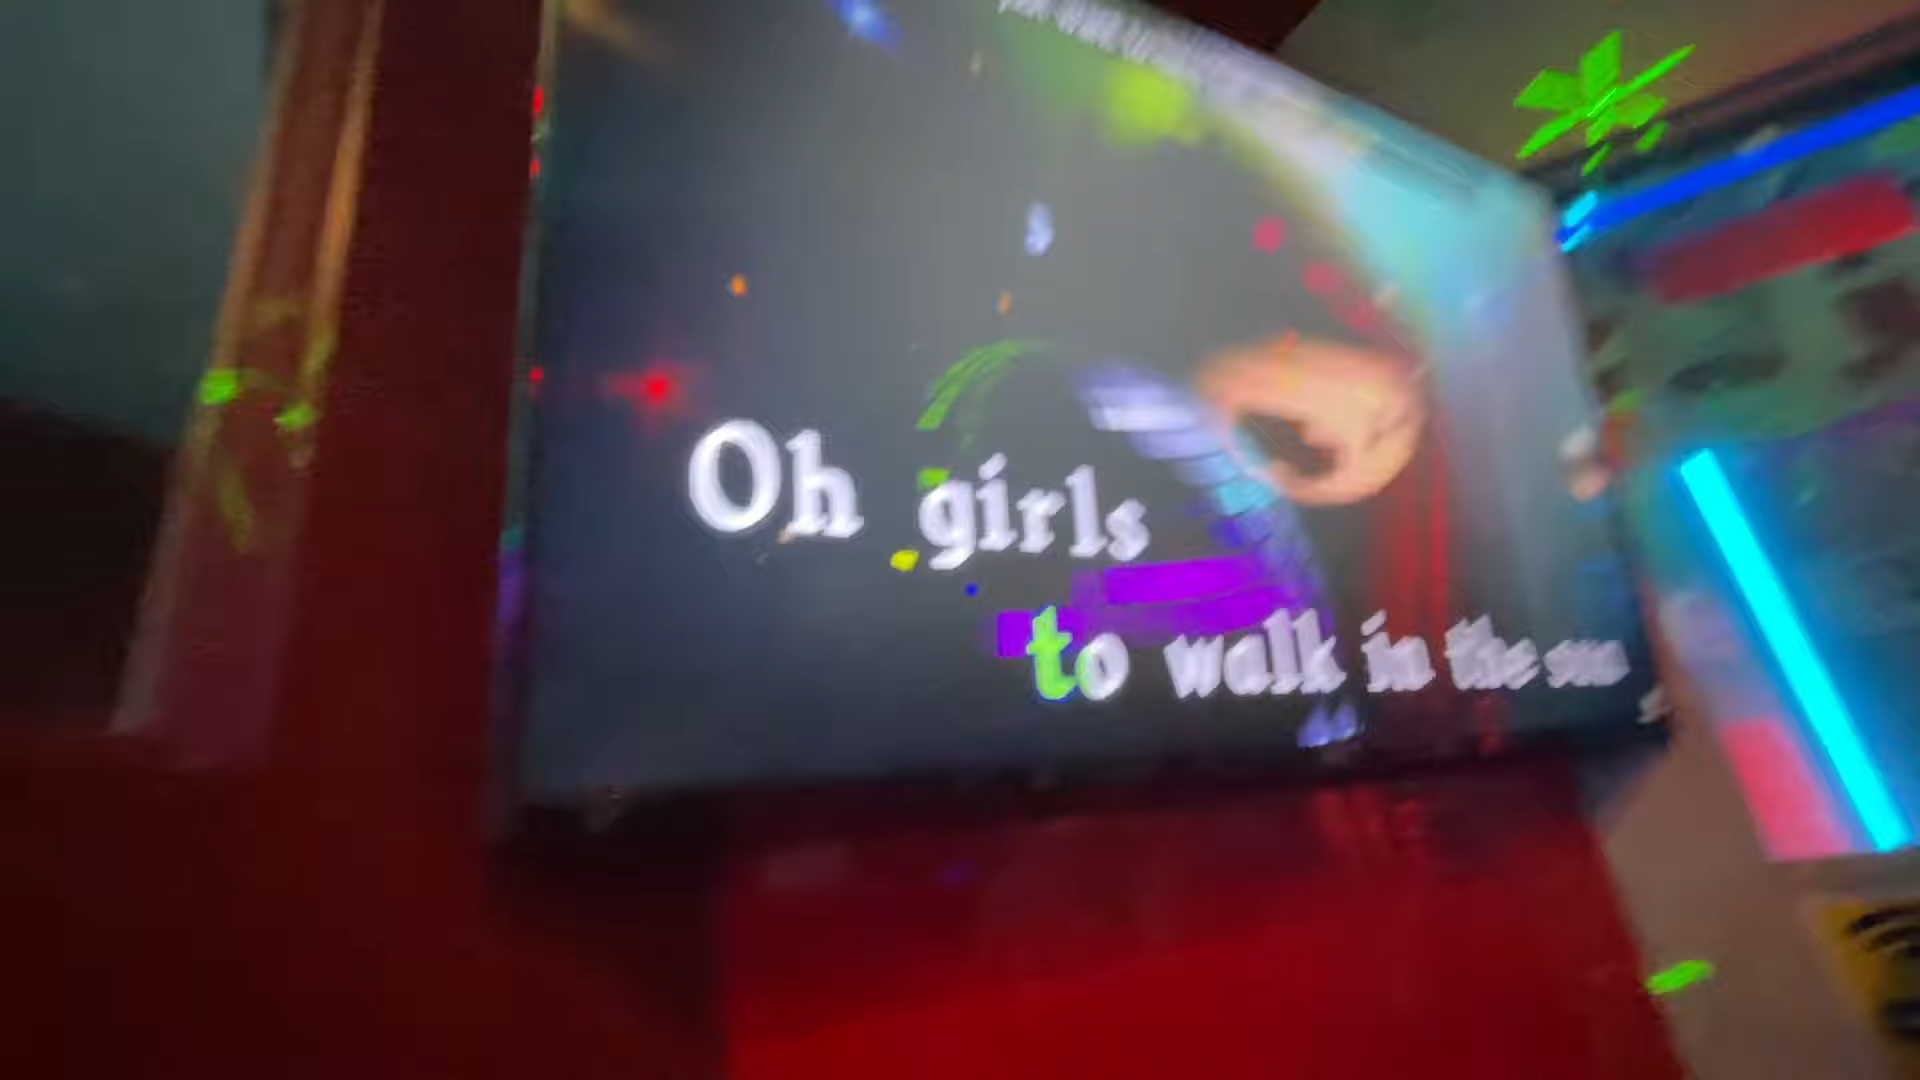 Oh girls
to walk in the sun